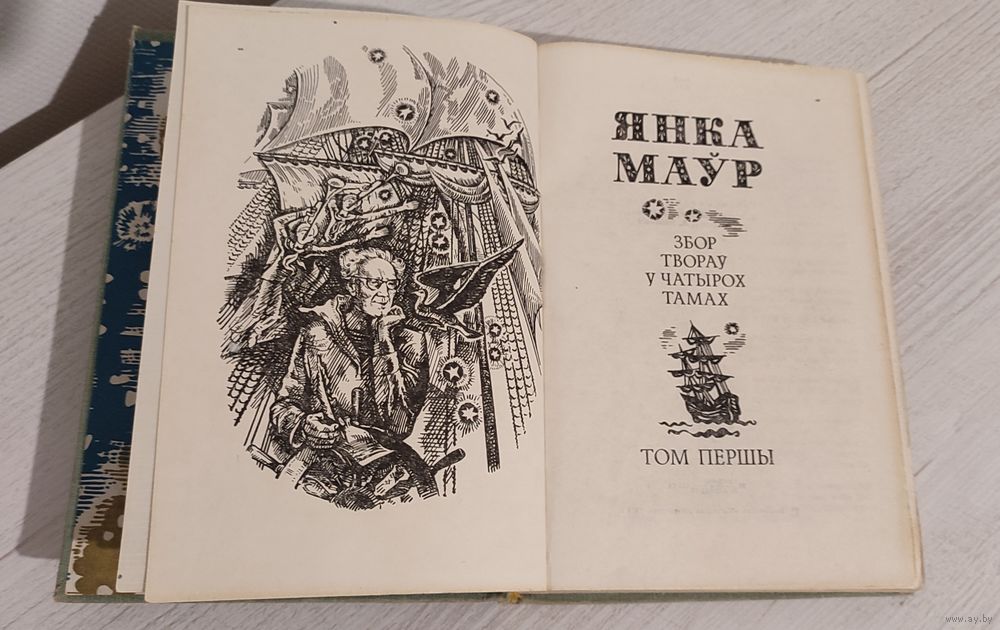 ЯНКА
МАЎР
ЗБОР
ТВОРАЎ
У ЧАТЫРОХ
ТАМАХ
ТОМ ПЕРШЫ
www.ay.by